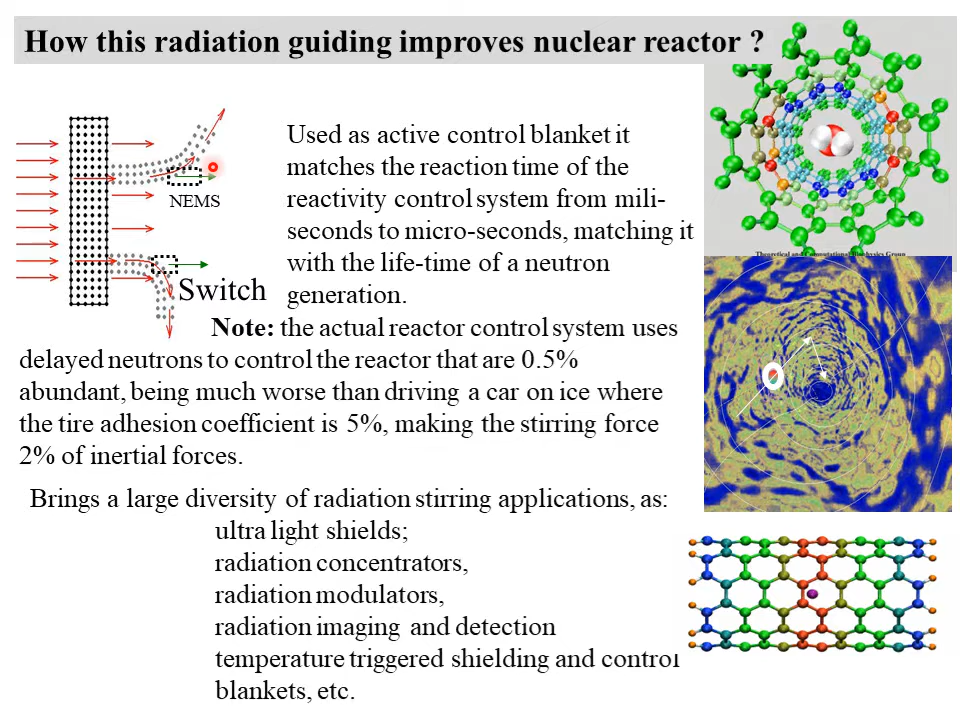 How this radiation guiding improves nuclear reactor ?
NEMS
Switch
Used as active control blanket it
matches the reaction time of the
reactivity control system from mili-
seconds to micro-seconds, matching it
with the life-time of a neutron
generation.
Note: the actual reactor control system uses
delayed neutrons to control the reactor that are 0.5%
abundant, being much worse than driving a car on ice where
the tire adhesion coefficient is 5%, making the stirring force
2% of inertial forces.
Brings a large diversity of radiation stirring applications, as:
ultra light shields;
radiation concentrators,
radiation modulators,
radiation imaging and detection
temperature triggered shielding and control
blankets, etc.
Theoretical and Computational Biophysics Group